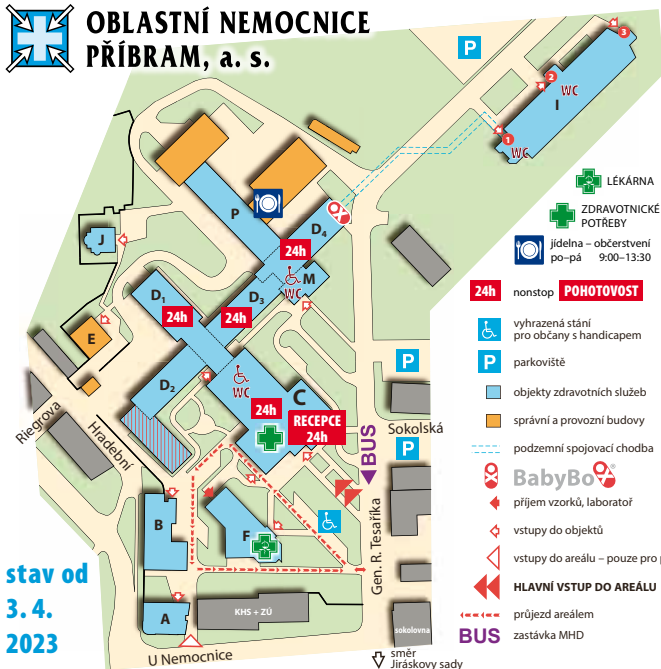 OBLASTNÍ NEMOCNICE
PŘÍBRAM, a. s.
P
3
2
WC
I
1
WC
LÉKÁRNA
ZDRAVOTNICKÉ
POTŘEBY
jídelna – občerstvení
po–pá 9:00–13:30
24h nonstop POHOTOVOST
vyhrazená stání
pro občany s handicapem
P parkoviště
objekty zdravotních služeb
správní a provozní budovy
podzemní spojovací chodba
BabyBox
příjem vzorků, laboratoř
vstupy do objektů
vstupy do areálu – pouze pro p
HLAVNÍ VSTUP DO AREÁLU
průjezd areálem
BUS zastávka MHD
P
D4
24h
J
M
WC
D1
D3
24h
24h
E
P
D2
WC
C
24h
RECEPCE
24h
Riegrova
Hradební
Sokolská
P
BUS
B
F
Gen. R. Tesaříka
A
KHS + ZÚ
sokolovna
U Nemocnice
směr
Jiráskovy sady
stav od
3. 4.
2023